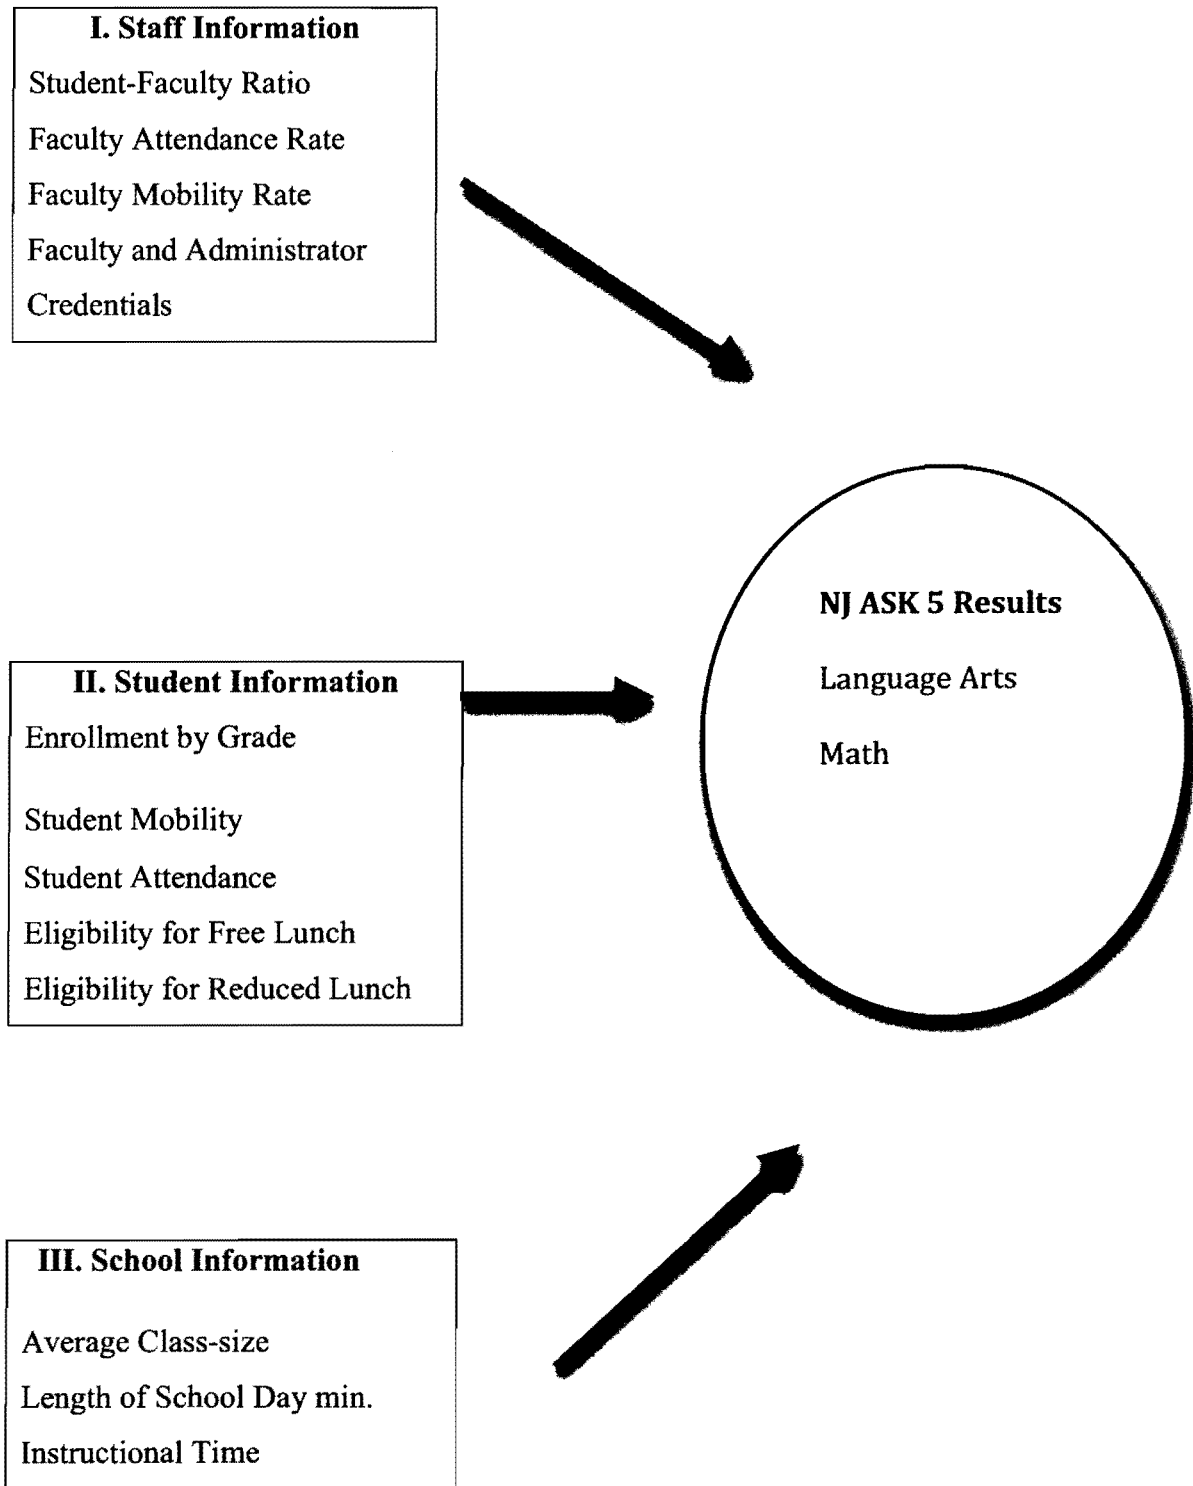 I. Staff Information
Student-Faculty Ratio
Faculty Attendance Rate
Faculty Mobility Rate
Faculty and Administrator
Credentials
II. Student Information
Enrollment by Grade
Student Mobility
Student Attendance
Eligibility for Free Lunch
Eligibility for Reduced Lunch
III. School Information
Average Class-size
Length of School Day min.
Instructional Time
NJ ASK 5 Results
Language Arts
Math